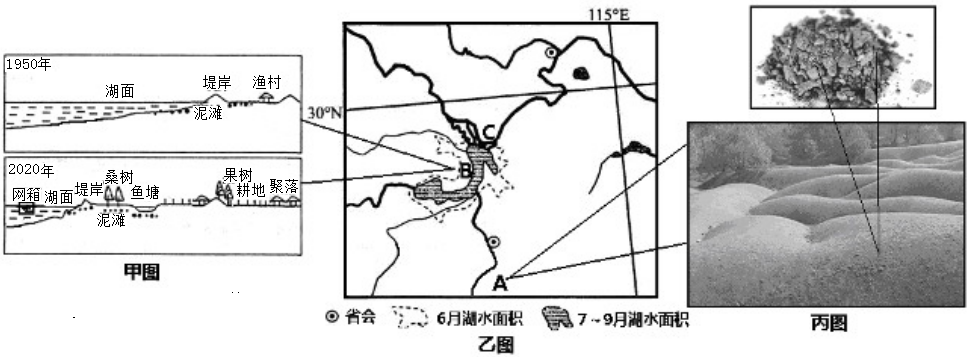 1950年
湖面
堤岸
渔村
泥滩
2020年
网箱
湖面
堤岸
桑树
鱼塘
果树
耕地
聚落
泥滩
甲图
115°E
30°N
C
B
A
省会
6月湖水面积
7~9月湖水面积
乙图
丙图